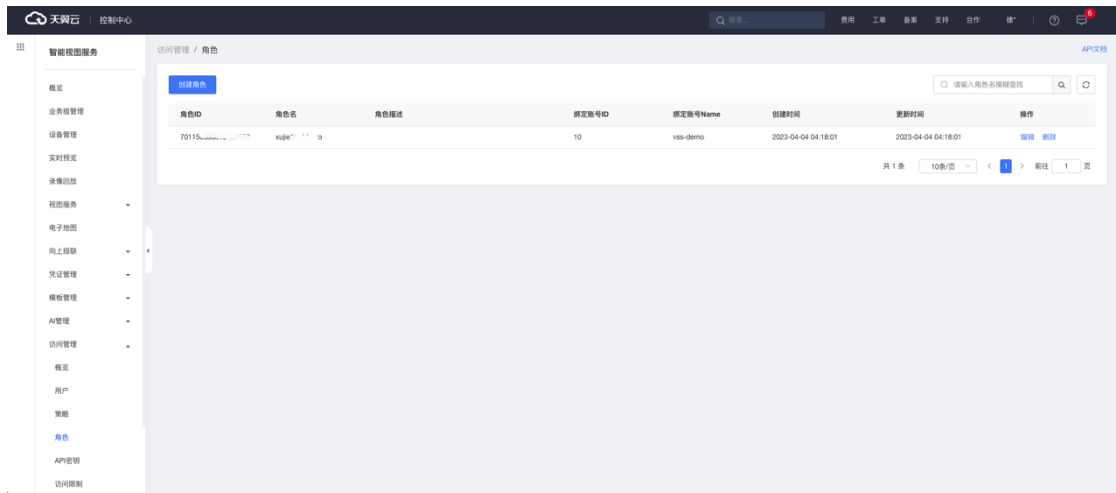 天翼云 控制中心 搜索... 费用 工单 备案 支持 合作 徐* 6
智能视图服务 访问管理 / 角色 API文档
概览 创建角色 请输入角色名模糊查找
业务组管理
角色ID 角色名 角色描述 绑定账号ID 绑定账号Name 创建时间 更新时间 操作
设备管理
10 vss-demo 2023-04-04 04:18:01 2023-04-04 04:18:01 编辑 删除
实时预览
共 1 条 10条/页 1 前往 1 页
录像回放
视图服务
电子地图
向上级联
凭证管理
模板管理
AI管理
访问管理
概览
用户
策略
角色
API密钥
访问限制